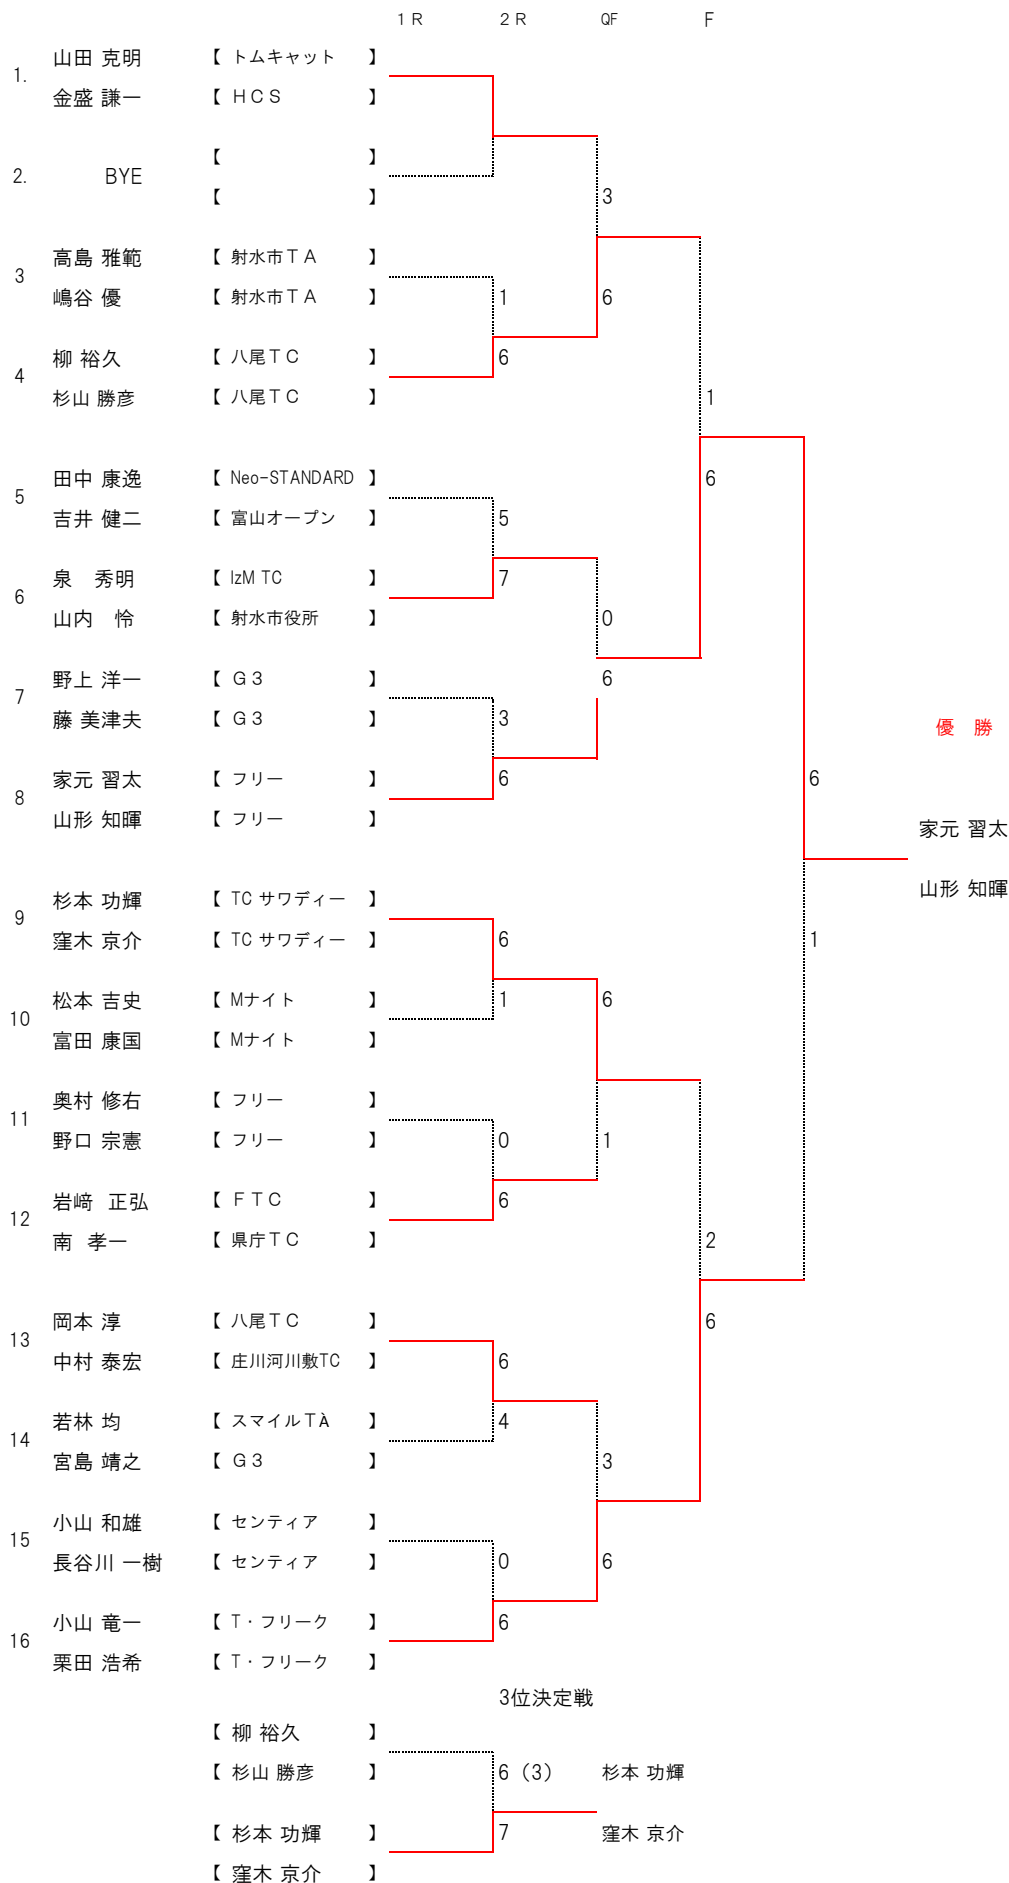 １Ｒ ２Ｒ QF F
山田 克明 【 トムキャット 】
1.
金盛 謙一 【 ＨＣＳ 】
【 】
2. BYE
【 】
3
高島 雅範 【 射水市ＴＡ 】
3
嶋谷 優 【 射水市ＴＡ 】 1 6
柳 裕久 【 八尾ＴＣ 】 6
4
杉山 勝彦 【 八尾ＴＣ 】 1
田中 康逸 【 Neo-STANDARD 】 6
5
吉井 健二 【 富山オープン 】 5
泉　秀明 【 IzM TC 】 7
6
山内　怜 【 射水市役所 】 0
野上 洋一 【 Ｇ３ 】 6
7
藤 美津夫 【 Ｇ３ 】 3
優　勝
家元 習太 【 フリー 】 6 6
8
山形 知暉 【 フリー 】
家元 習太
山形 知暉
杉本 功輝 【 TC サワディー 】
9
窪木 京介 【 TC サワディー 】 6 1
松本 吉史 【 Mナイト 】 1 6
10
富田 康国 【 Mナイト 】
奥村 修右 【 フリー 】
11
野口 宗憲 【 フリー 】 0 1
岩﨑 正弘 【 ＦＴＣ 】 6
12
南 孝一 【 県庁ＴＣ 】 2
岡本 淳 【 八尾ＴＣ 】 6
13
中村 泰宏 【 庄川河川敷TC 】 6
若林 均 【 スマイルＴÀ 】 4
14
宮島 靖之 【 Ｇ３ 】 3
小山 和雄 【 センティア 】
15
長谷川 一樹 【 センティア 】 0 6
小山 竜一 【 Ｔ・フリーク 】 6
16
栗田 浩希 【 Ｔ・フリーク 】
3位決定戦
【 柳 裕久 】
【 杉山 勝彦 】 6（3） 杉本 功輝
【 杉本 功輝 】 7 窪木 京介
【 窪木 京介 】